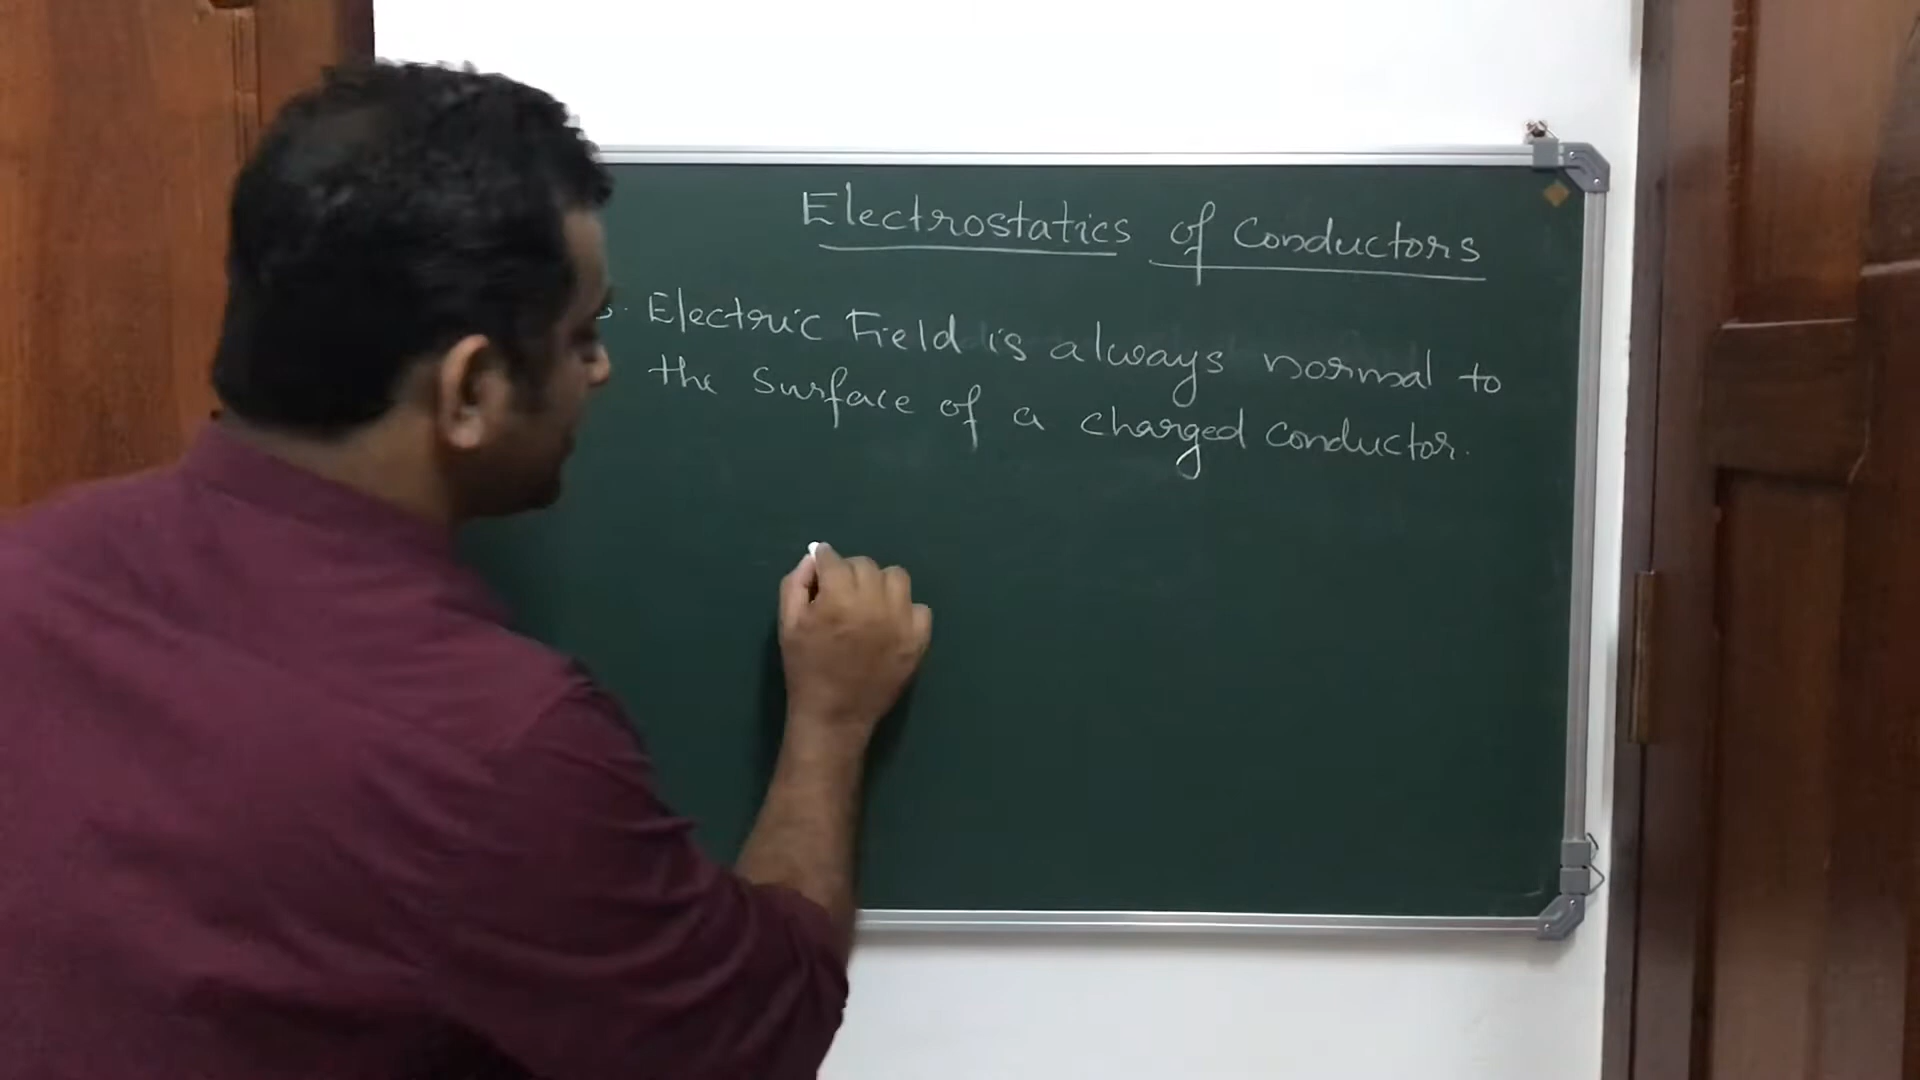 Electrostatics of Conductors
Electric Field is always normal to
the Surface of a charged conductor.